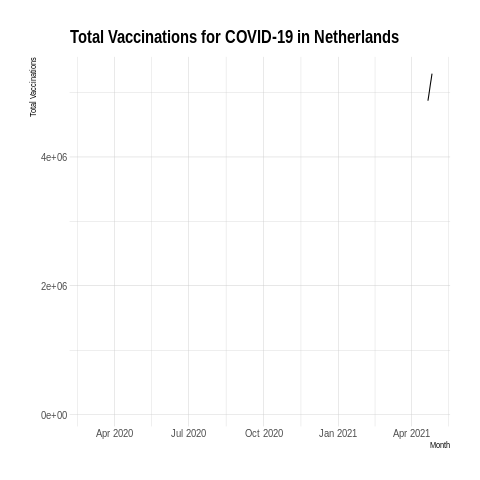 Total Vaccinations for COVID-19 in Netherlands
Total Vaccinations
4e+06
2e+06
0e+00
Apr 2020 Jul 2020 Oct 2020 Jan 2021 Apr 2021
Month